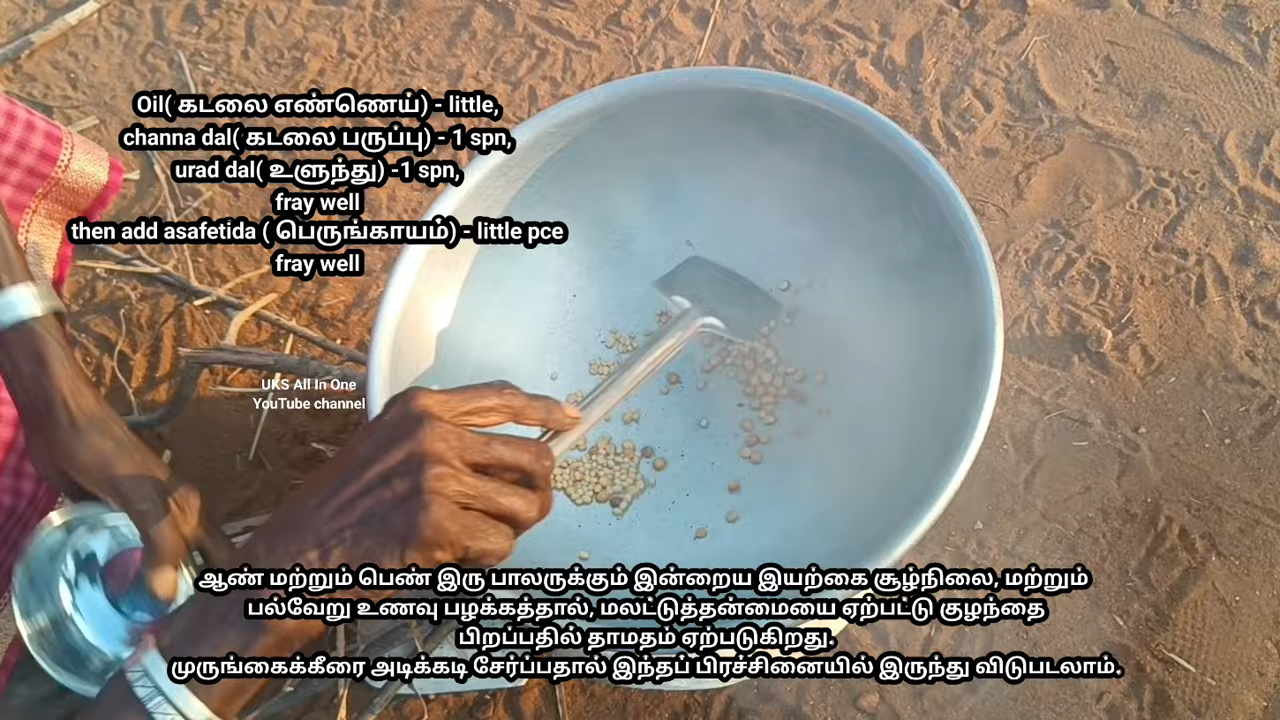 Oil( கடலை எண்ணெய்) - little,
channa dal( கடலை பருப்பு) - 1 spn,
urad dal( உளுந்து) -1 spn,
fray well
then add asafetida ( பெருங்காயம்) - little pce
fray well
UKS All In One
YouTube channel
ஆண் மற்றும் பெண் இரு பாலருக்கும் இன்றைய இயற்கை சூழ்நிலை, மற்றும்
பல்வேறு உணவு பழக்கத்தால், மலட்டுத்தன்மையை ஏற்பட்டு குழந்தை
பிறப்பதில் தாமதம் ஏற்படுகிறது.
முருங்கைக்கீரை அடிக்கடி சேர்ப்பதால் இந்தப் பிரச்சினையில் இருந்து விடுபடலாம்.